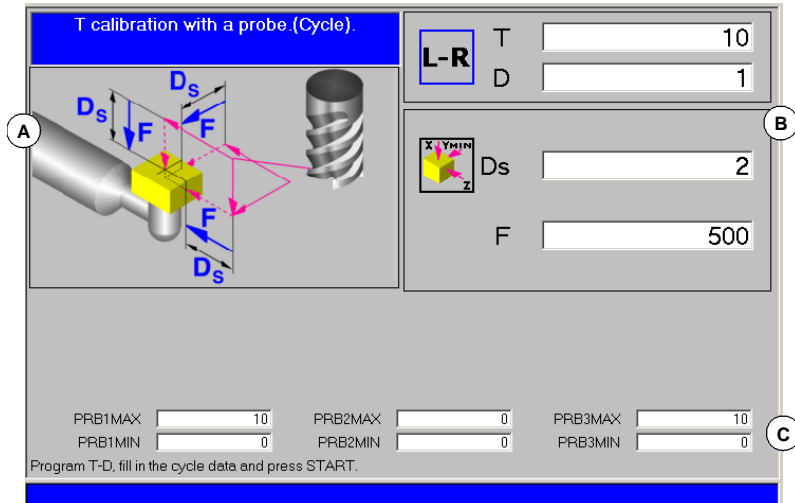 T calibration with a probe.(Cycle).
L-R
T 10
D 1
A
B
Ds
Ds
F
F
F
Ds
X YMIN Z
Ds 2
F 500
PRB1MAX 10 PRB2MAX 0 PRB3MAX 10
PRB1MIN 0 PRB2MIN 0 PRB3MIN 0
C
Program T-D, fill in the cycle data and press START.